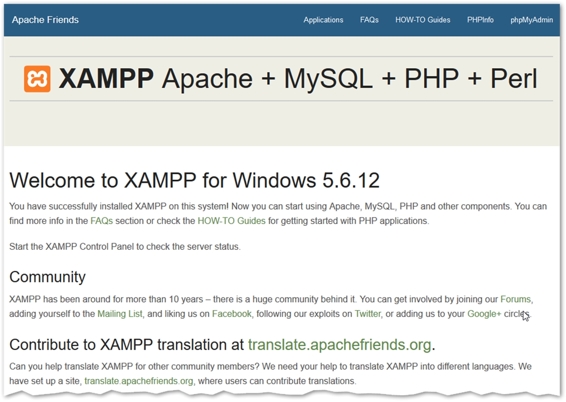 Apache Friends Applications FAQs HOW-TO Guides PHPInfo phpMyAdmin
XAMPP Apache + MySQL + PHP + Perl
Welcome to XAMPP for Windows 5.6.12
You have successfully installed XAMPP on this system! Now you can start using Apache, MySQL, PHP and other components. You can
find more info in the FAQs section or check the HOW-TO Guides for getting started with PHP applications.
Start the XAMPP Control Panel to check the server status.
Community
XAMPP has been around for more than 10 years – there is a huge community behind it. You can get involved by joining our Forums,
adding yourself to the Mailing List, and liking us on Facebook, following our exploits on Twitter, or adding us to your Google+ circles.
Contribute to XAMPP translation at translate.apachefriends.org.
Can you help translate XAMPP for other community members? We need your help to translate XAMPP into different languages. We
have set up a site, translate.apachefriends.org, where users can contribute translations.